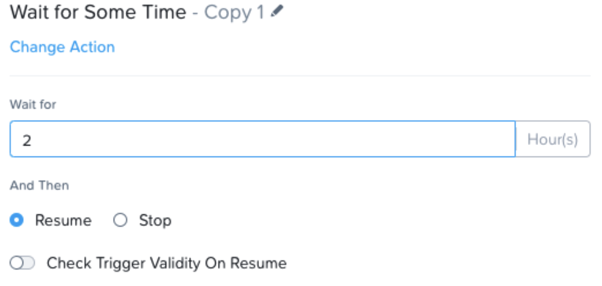 Wait for Some Time - Copy 1
Change Action
Wait for
2 Hour(s)
And Then
Resume Stop
Check Trigger Validity On Resume